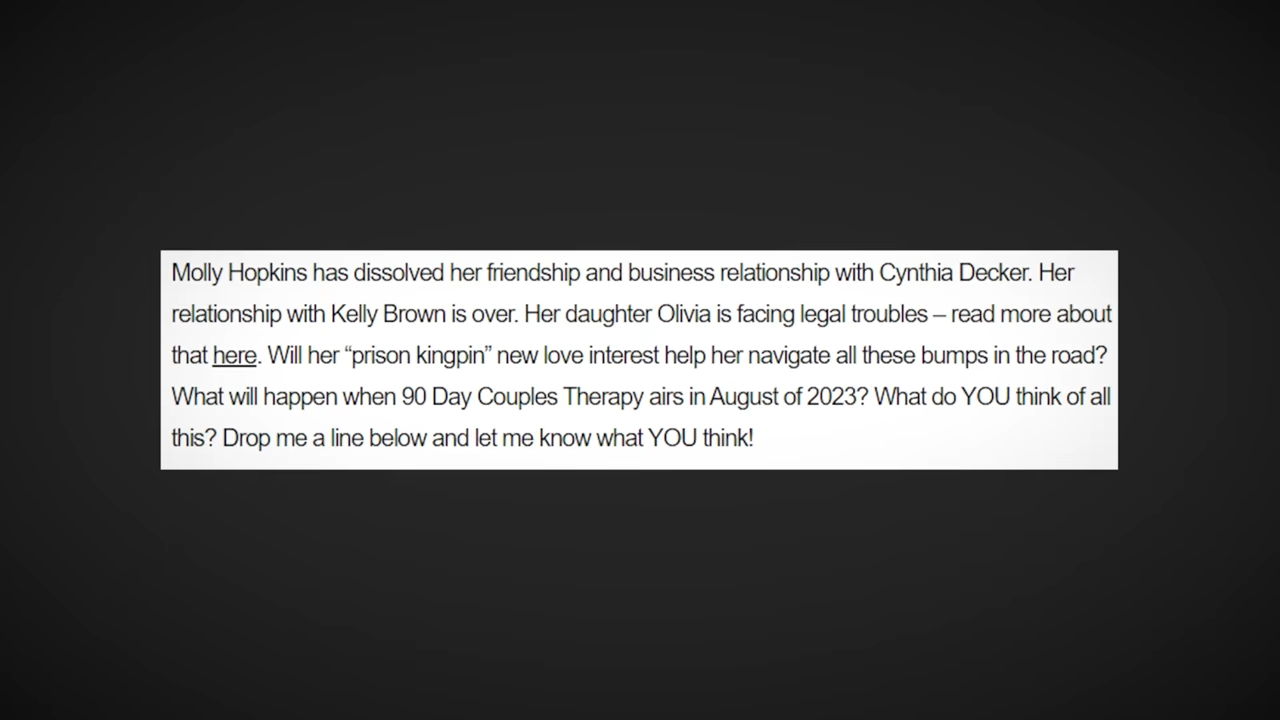 Molly Hopkins has dissolved her friendship and business relationship with Cynthia Decker. Her
relationship with Kelly Brown is over. Her daughter Olivia is facing legal troubles – read more about
that here. Will her “prison kingpin” new love interest help her navigate all these bumps in the road?
What will happen when 90 Day Couples Therapy airs in August of 2023? What do YOU think of all
this? Drop me a line below and let me know what YOU think!